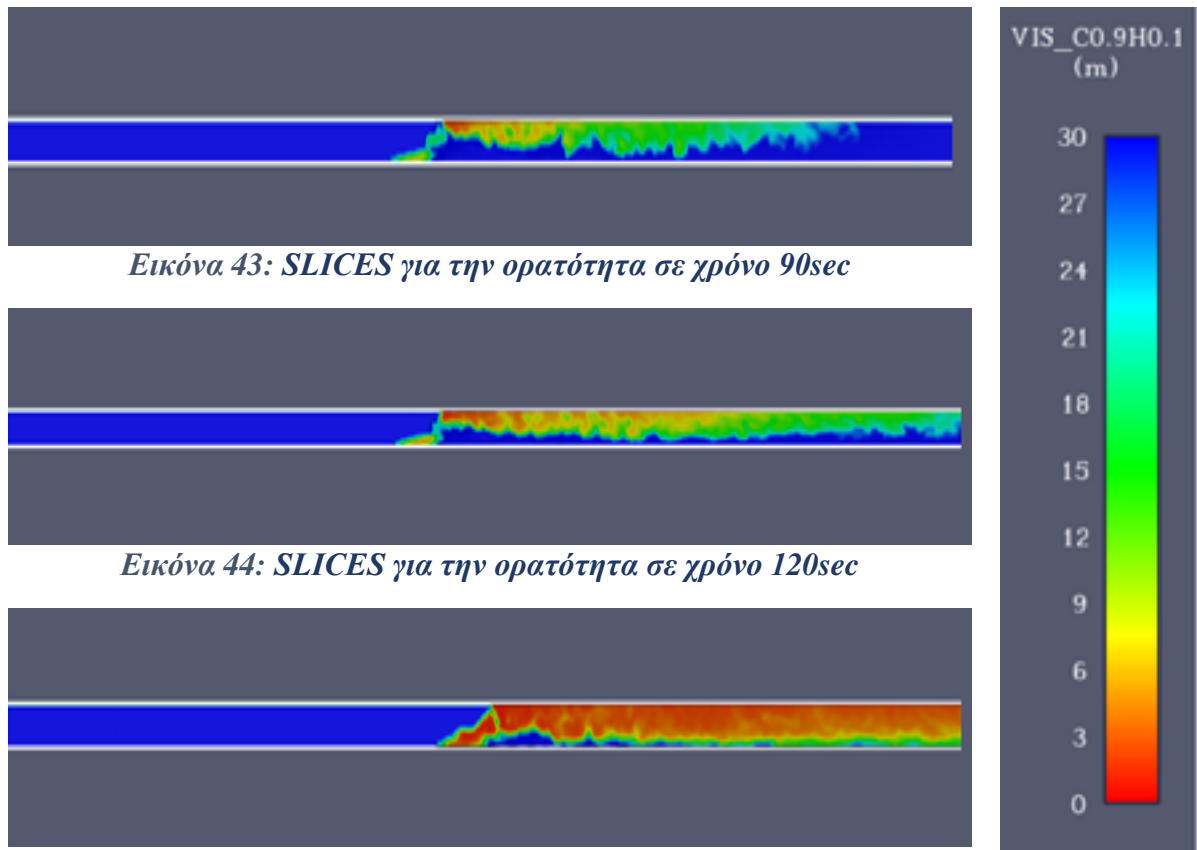 Εικόνα 43: SLICES για την ορατότητα σε χρόνο 90sec
Εικόνα 44: SLICES για την ορατότητα σε χρόνο 120sec
VIS_C0.9H0.1
(m)
30
27
24
21
18
15
12
9
6
3
0